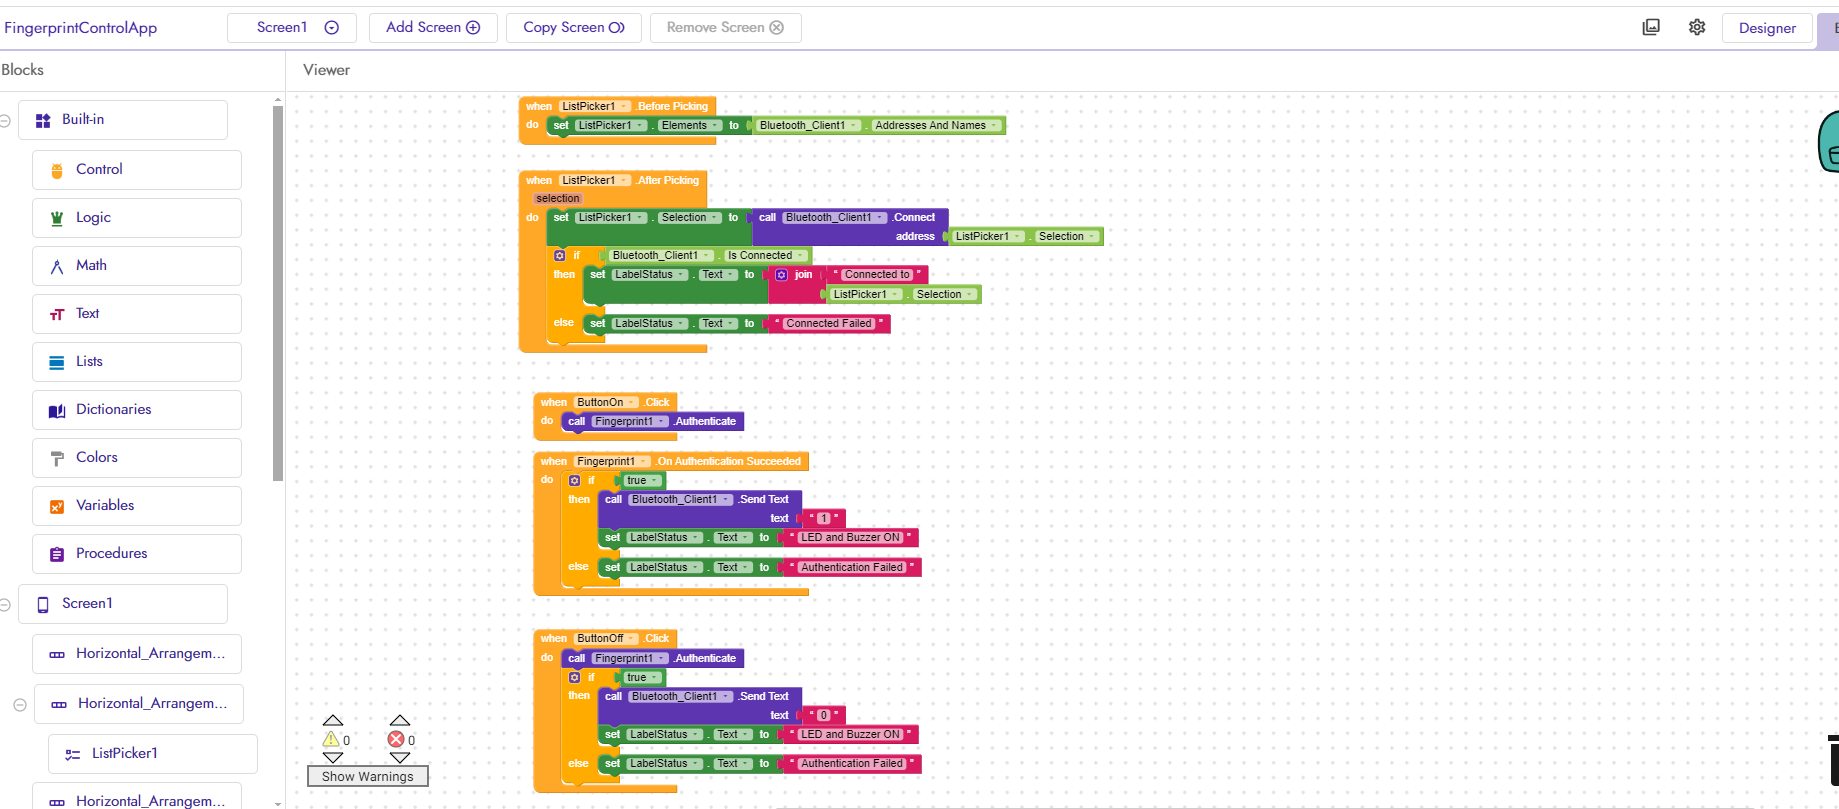 FingerprintControlApp Screen1 Add Screen Copy Screen Remove Screen Designer
Blocks
Viewer
Built-in
Control
Logic
Math
Text
Lists
Dictionaries
Colors
Variables
Procedures
Screen1
Horizontal_Arrangem...
Horizontal_Arrangem...
ListPicker1
Horizontal_Arrangem...
when ListPicker1 .Before Picking
do set ListPicker1 . Elements to Bluetooth_Client1 . Addresses And Names
when ListPicker1 .After Picking
selection
do set ListPicker1 . Selection to call Bluetooth_Client1 .Connect
address ListPicker1 . Selection
if Bluetooth_Client1 . Is Connected
then set LabelStatus . Text to join " Connected to "
ListPicker1 . Selection
else set LabelStatus . Text to " Connected Failed "
when ButtonOn .Click
do call Fingerprint1 .Authenticate
when Fingerprint1 .On Authentication Succeeded
do if true
then call Bluetooth_Client1 .Send Text
text " 1 "
set LabelStatus . Text to " LED and Buzzer ON "
else set LabelStatus . Text to " Authentication Failed "
when ButtonOff .Click
do call Fingerprint1 .Authenticate
if true
then call Bluetooth_Client1 .Send Text
text " 0 "
set LabelStatus . Text to " LED and Buzzer ON "
else set LabelStatus . Text to " Authentication Failed "
0 0
Show Warnings